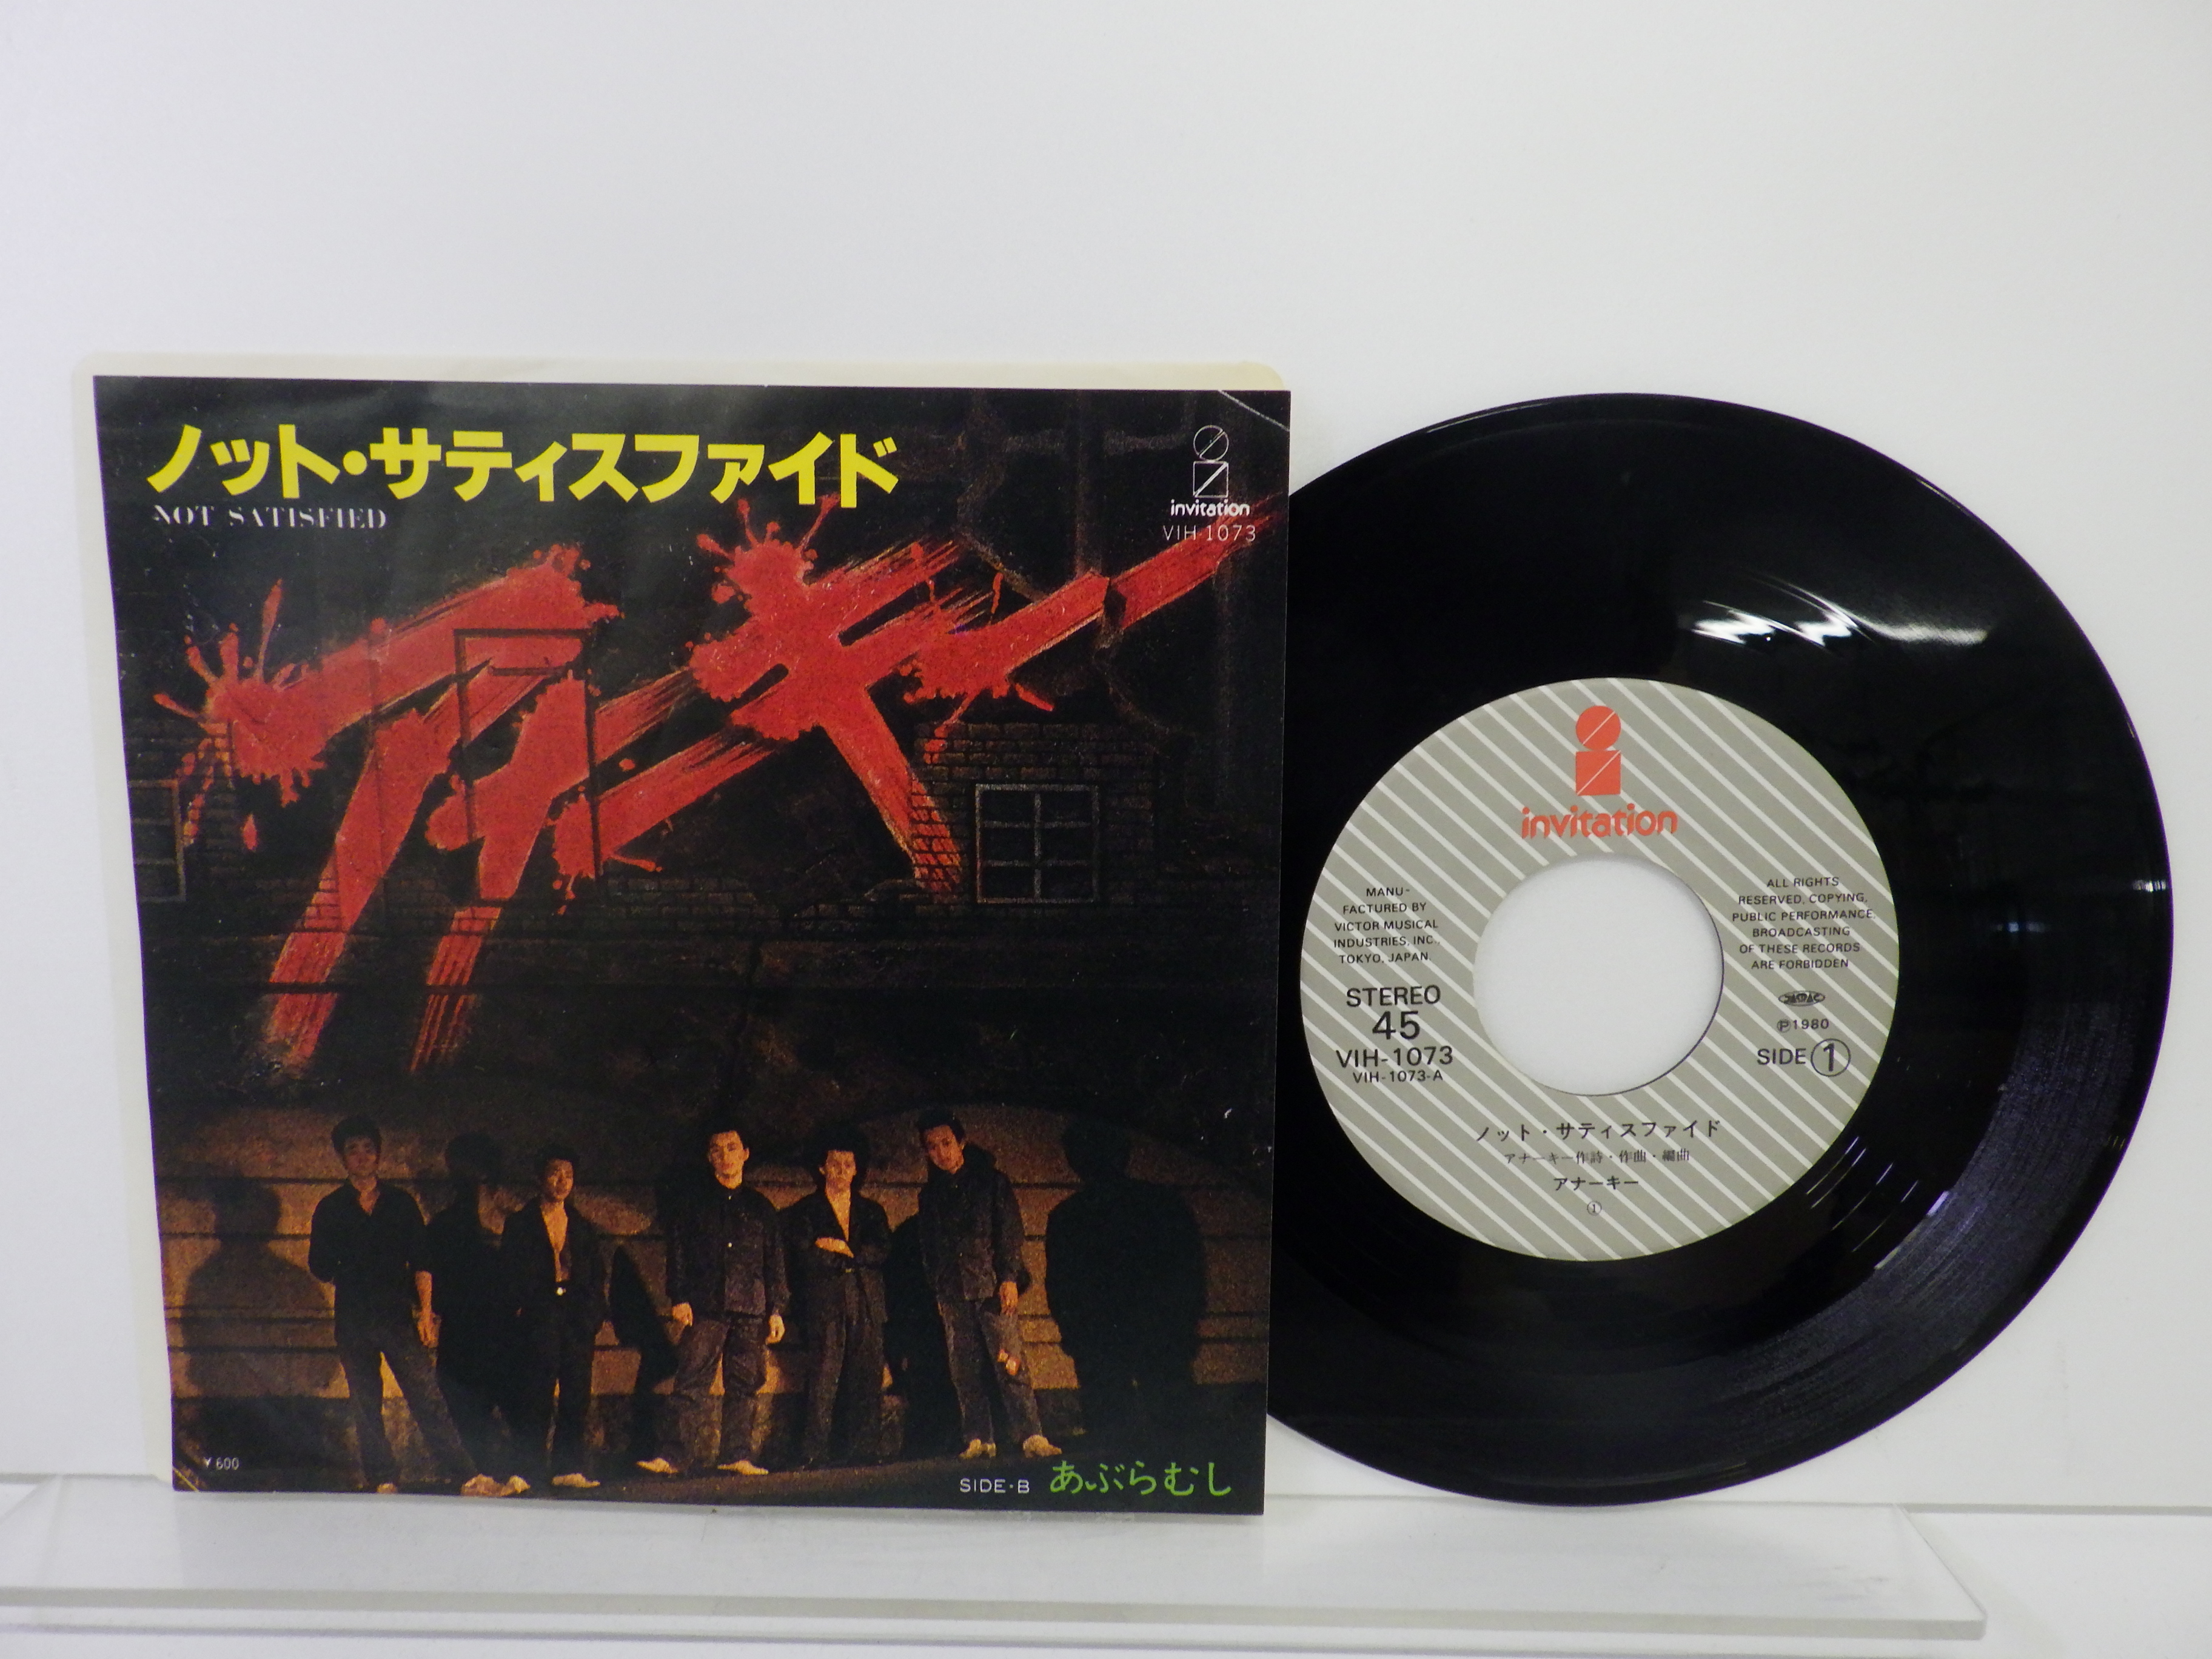 ノット・サティスファイド
NOT SATISFIED
invitation
VIH 1073
アナーキー
¥600
SIDE・B あぶらむし
invitation
MANU-
FACTURED BY
VICTOR MUSICAL
INDUSTRIES, INC.,
TOKYO, JAPAN.
STEREO
45
VIH-1073
VIH-1073-A
ALL RIGHTS
RESERVED. COPYING,
PUBLIC PERFORMANCE,
BROADCASTING
OF THESE RECORDS
ARE FORBIDDEN
JASRAC
℗1980
SIDE ①
ノット・サティスファイド
アナーキー作詩・作曲・編曲
アナーキー
①